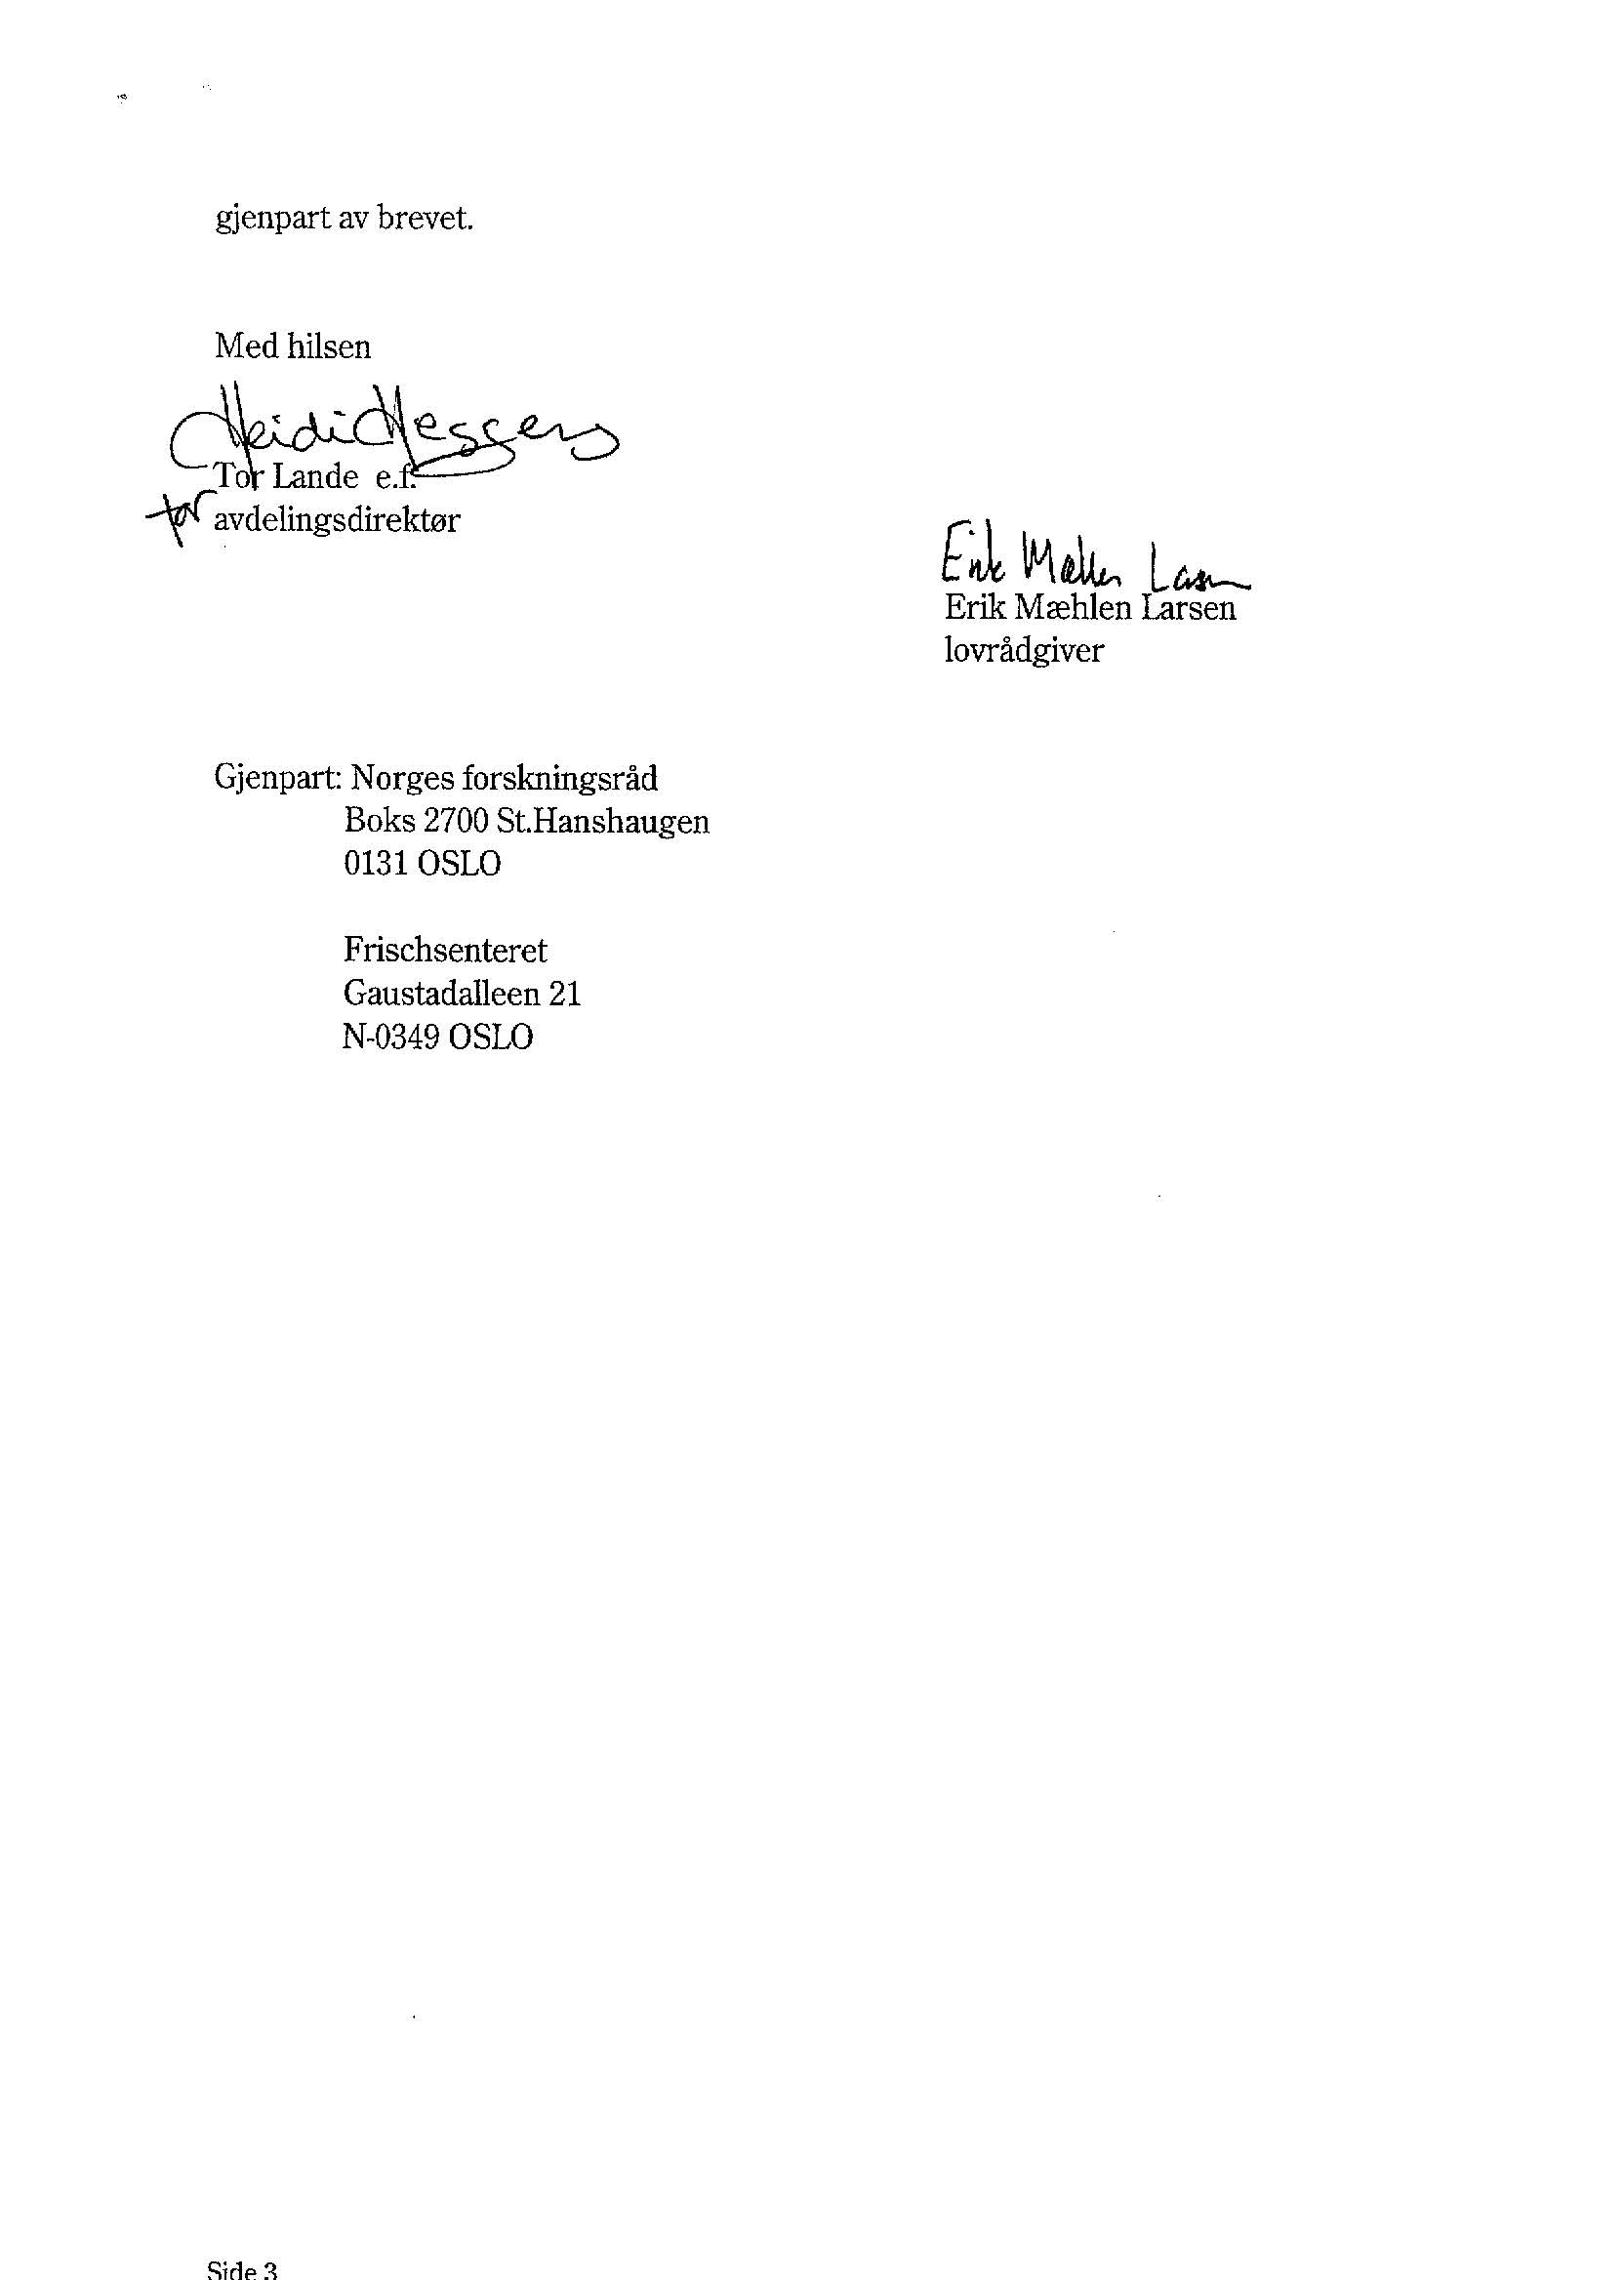 gjenpart av brevet.
Med hilsen
Heidi Heggen
Tor Lande e.f.
for avdelingsdirektør
Erik Mæhlen Larsen
Erik Mæhlen Larsen
lovrådgiver
Gjenpart: Norges forskningsråd
Boks 2700 St.Hanshaugen
0131 OSLO
Frischsenteret
Gaustadalleen 21
N-0349 OSLO
Side 3